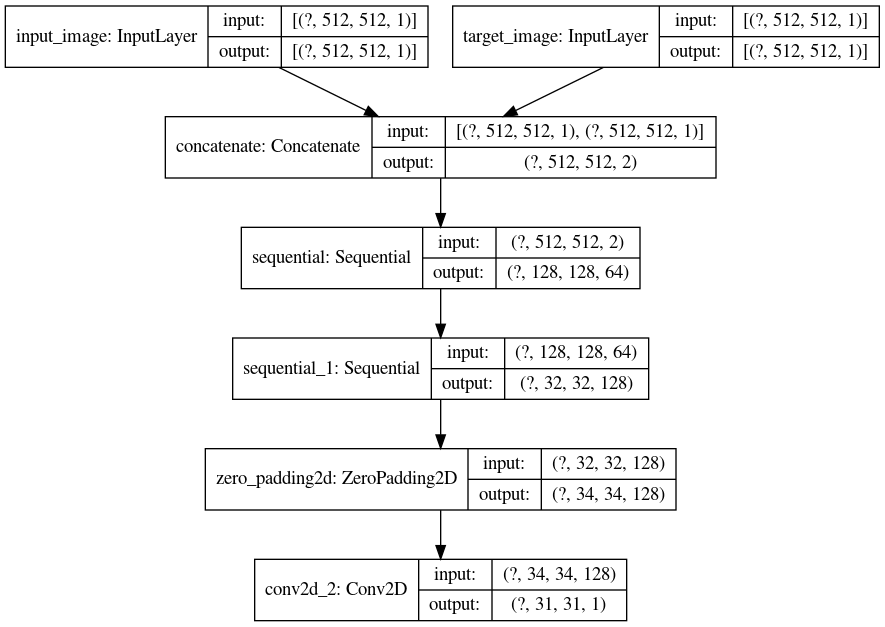 input_image: InputLayer
input: [(?, 512, 512, 1)]
output: [(?, 512, 512, 1)]
target_image: InputLayer
input: [(?, 512, 512, 1)]
output: [(?, 512, 512, 1)]
concatenate: Concatenate
input: [(?, 512, 512, 1), (?, 512, 512, 1)]
output: (?, 512, 512, 2)
sequential: Sequential
input: (?, 512, 512, 2)
output: (?, 128, 128, 64)
sequential_1: Sequential
input: (?, 128, 128, 64)
output: (?, 32, 32, 128)
zero_padding2d: ZeroPadding2D
input: (?, 32, 32, 128)
output: (?, 34, 34, 128)
conv2d_2: Conv2D
input: (?, 34, 34, 128)
output: (?, 31, 31, 1)